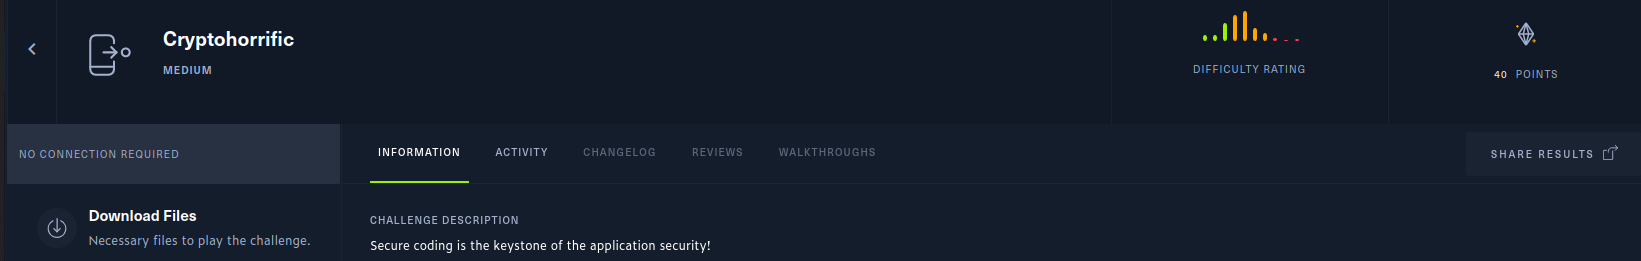 Cryptohorrific
MEDIUM
DIFFICULTY RATING
40 POINTS
NO CONNECTION REQUIRED
INFORMATION
ACTIVITY
CHANGELOG
REVIEWS
WALKTHROUGHS
SHARE RESULTS
Download Files
Necessary files to play the challenge.
CHALLENGE DESCRIPTION
Secure coding is the keystone of the application security!